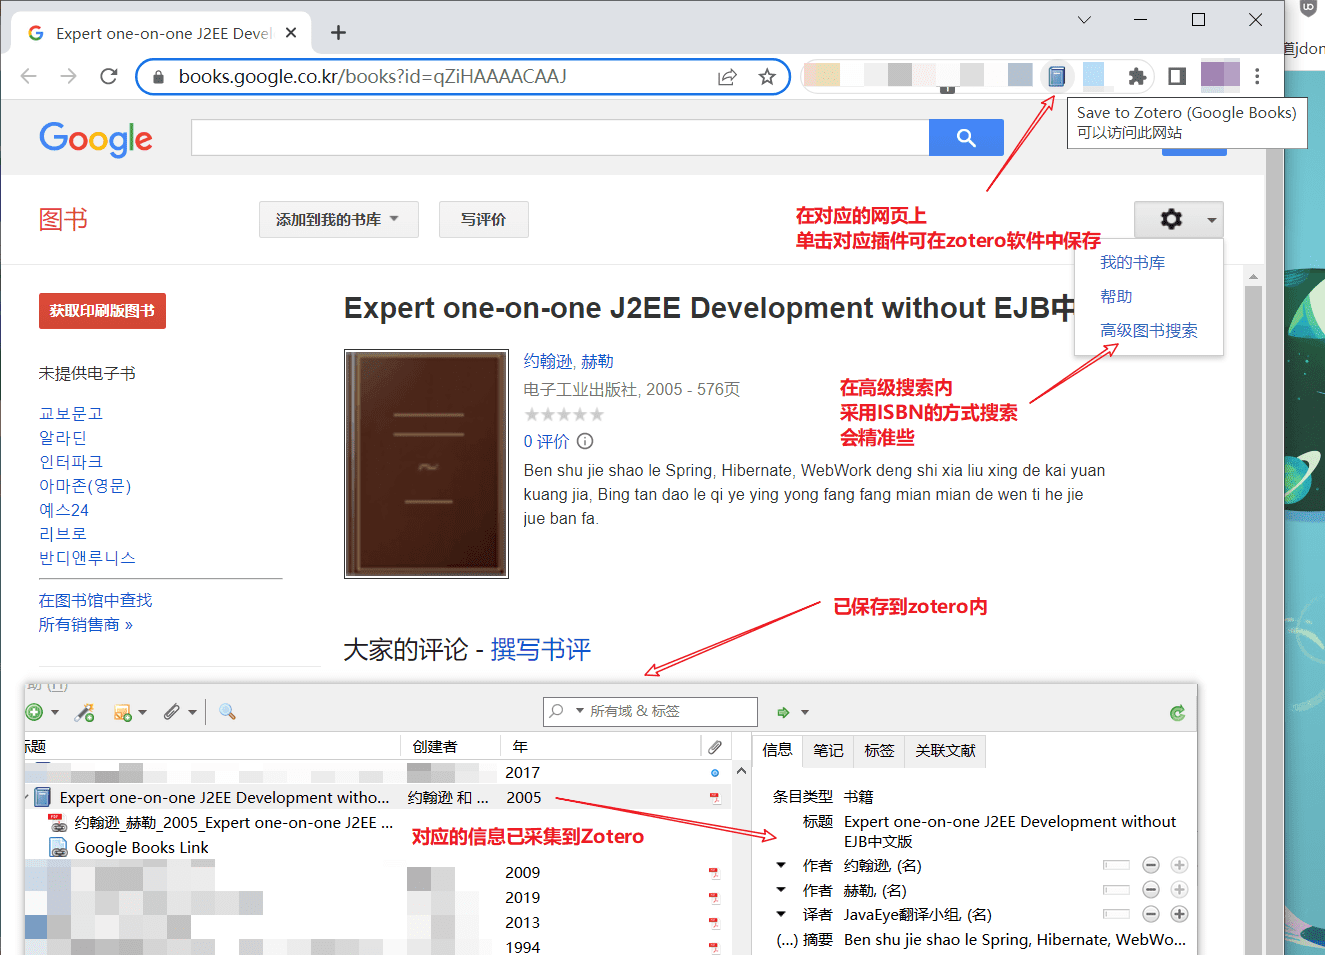 Expert one-on-one J2EE Devel
道jdon
books.google.co.kr/books?id=qZiHAAAACAAJ
Save to Zotero (Google Books)
可以访问此网站
Google
在对应的网页上
单击对应插件可在zotero软件中保存
图书
添加到我的书库
写评价
我的书库
帮助
高级图书搜索
获取印刷版图书
Expert one-on-one J2EE Development without EJB中
未提供电子书
约翰逊, 赫勒
电子工业出版社, 2005 - 576页
在高级搜索内
采用ISBN的方式搜索
会精准些
0 评价
교보문고
알라딘
인터파크
아마존(영문)
예스24
리브로
반디앤루니스
Ben shu jie shao le Spring, Hibernate, WebWork deng shi xia liu xing de kai yuan
kuang jia, Bing tan dao le qi ye ying yong fang fang mian mian de wen ti he jie
jue ban fa.
在图书馆中查找
所有销售商 »
已保存到zotero内
大家的评论 - 撰写书评
助 (H)
所有域 & 标签
标题 创建者 年
信息 笔记 标签 关联文献
2017
Expert one-on-one J2EE Development witho... 约翰逊 和 ... 2005
条目类型 书籍
约翰逊_赫勒_2005_Expert one-on-one J2EE ...
对应的信息已采集到Zotero
标题 Expert one-on-one J2EE Development without
EJB中文版
Google Books Link
作者 约翰逊, (名)
2009
作者 赫勒, (名)
2019
译者 JavaEye翻译小组, (名)
2013
(...) 摘要 Ben shu jie shao le Spring, Hibernate, WebWo...
1994